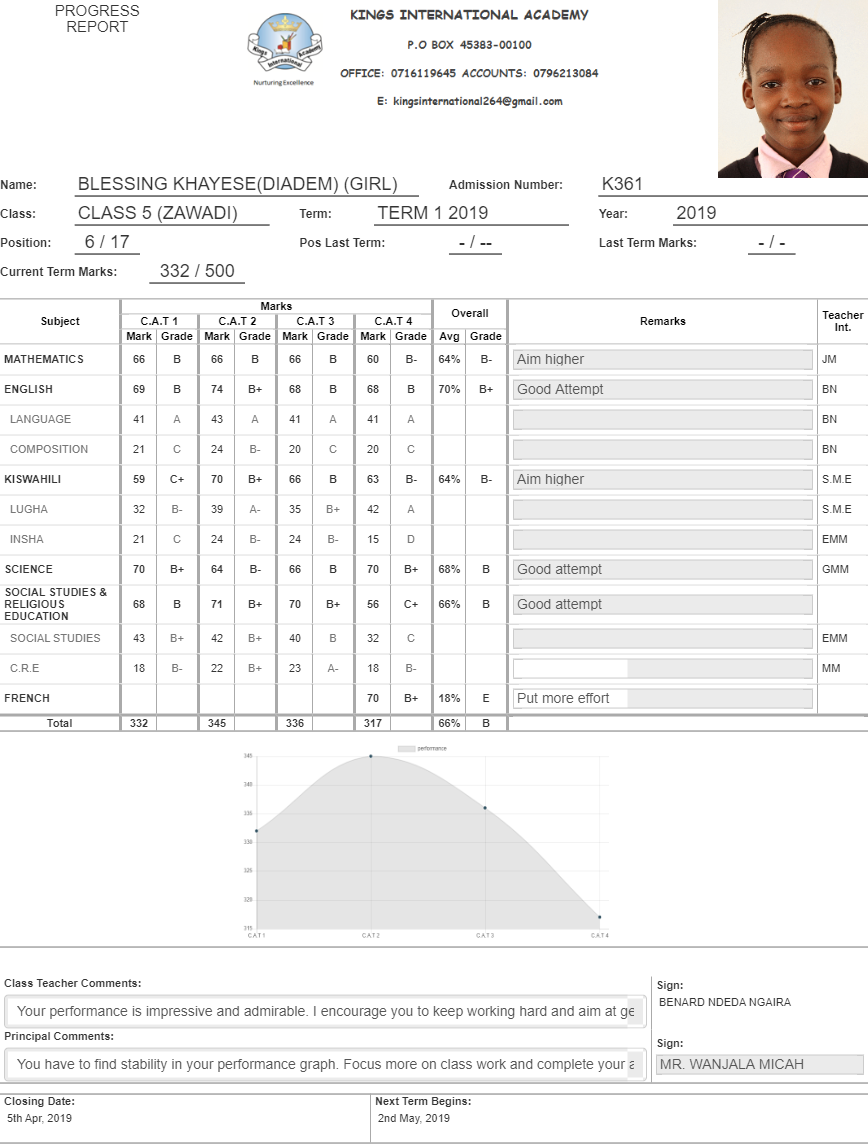 PROGRESS
REPORT
Kings International Academy
Nurturing Excellence
KINGS INTERNATIONAL ACADEMY
P.O BOX 45383-00100
OFFICE: 0716119645 ACCOUNTS: 0796213084
E: kingsinternational264@gmail.com
Name: BLESSING KHAYESE(DIADEM) (GIRL) Admission Number: K361
Class: CLASS 5 (ZAWADI) Term: TERM 1 2019 Year: 2019
Position: 6 / 17 Pos Last Term: - / -- Last Term Marks: - / -
Current Term Marks: 332 / 500
Subject Marks Overall Remarks Teacher Int.
C.A.T 1 C.A.T 2 C.A.T 3 C.A.T 4
Mark Grade Mark Grade Mark Grade Mark Grade Avg Grade
MATHEMATICS 66 B 66 B 66 B 60 B- 64% B- Aim higher JM
ENGLISH 69 B 74 B+ 68 B 68 B 70% B+ Good Attempt BN
LANGUAGE 41 A 43 A 41 A 41 A BN
COMPOSITION 21 C 24 B- 20 C 20 C BN
KISWAHILI 59 C+ 70 B+ 66 B 63 B- 64% B- Aim higher S.M.E
LUGHA 32 B- 39 A- 35 B+ 42 A S.M.E
INSHA 21 C 24 B- 24 B- 15 D EMM
SCIENCE 70 B+ 64 B- 66 B 70 B+ 68% B Good attempt GMM
SOCIAL STUDIES &
RELIGIOUS
EDUCATION 68 B 71 B+ 70 B+ 56 C+ 66% B Good attempt
SOCIAL STUDIES 43 B+ 42 B+ 40 B 32 C EMM
C.R.E 18 B- 22 B+ 23 A- 18 B- MM
FRENCH 70 B+ 18% E Put more effort
Total 332 345 336 317 66% B
performance
345
340
335
330
325
320
315
CAT1 CAT2 CAT3 CAT4
Class Teacher Comments:
Your performance is impressive and admirable. I encourage you to keep working hard and aim at ge
Sign:
BENARD NDEDA NGAIRA
Principal Comments:
You have to find stability in your performance graph. Focus more on class work and complete your a
Sign:
MR. WANJALA MICAH
Closing Date: Next Term Begins:
5th Apr, 2019 2nd May, 2019